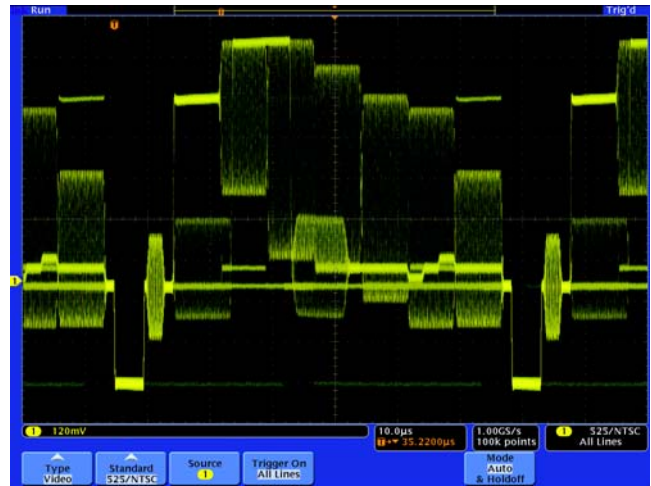 Run Trig'd
T
T
1
1 120mV 10.0µs 1.00GS/s 1 525/NTSC
T→▼ 35.2200µs 100k points All Lines
Type Standard Source Trigger On Mode
Video 525/NTSC 1 All Lines Auto
& Holdoff